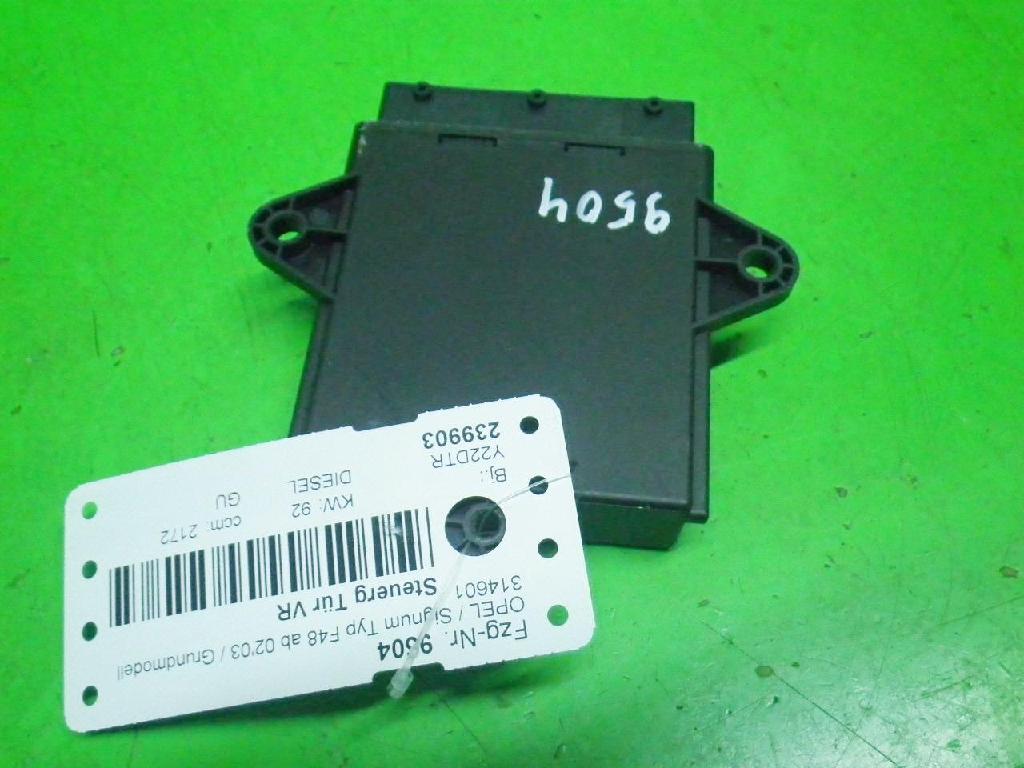 9504
Fzg-Nr. 9504
OPEL / Signum Typ F48 ab 02'03 / Grundmodell
314601
Steuerg Tür VR
ccm: 2172
KW: 92
Bj.:
GU
DIESEL
Y22DTR
239903